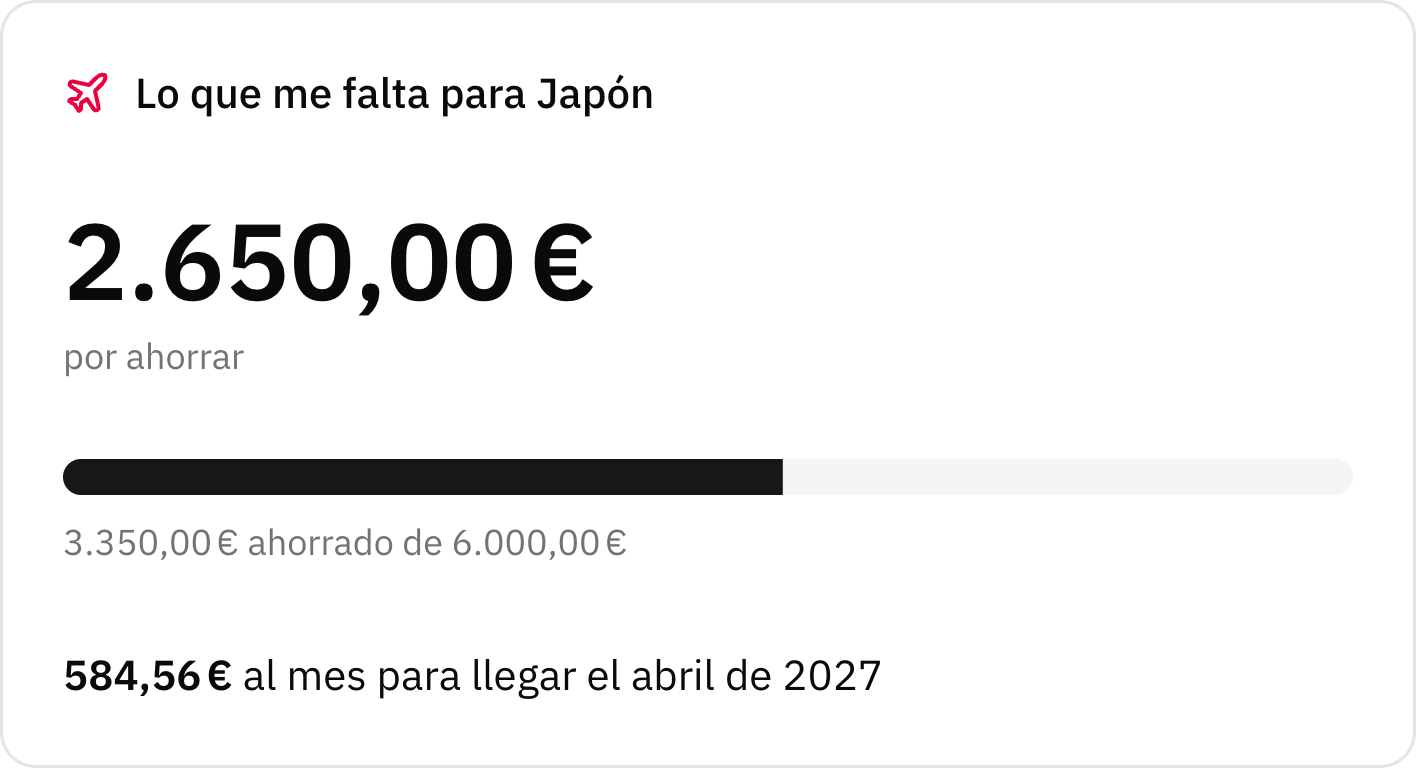 Lo que me falta para Japón
2.650,00 €
por ahorrar
3.350,00 € ahorrado de 6.000,00 €
584,56 € al mes para llegar el abril de 2027